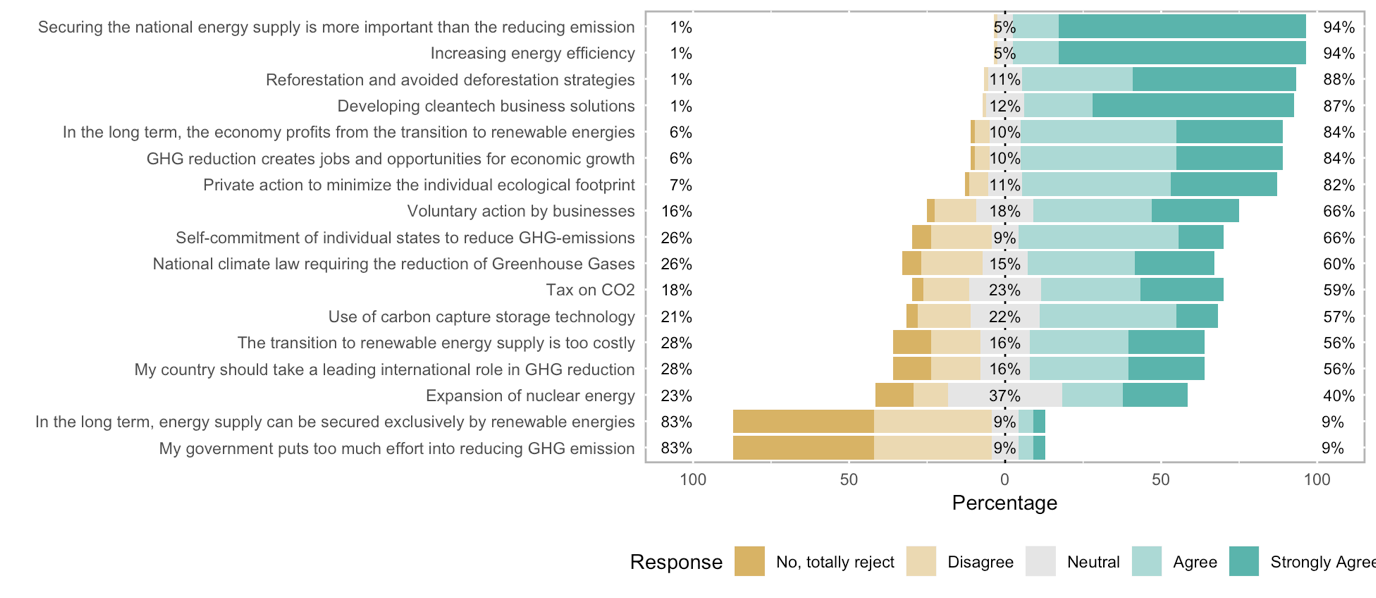 Securing the national energy supply is more important than the reducing emission 1% 5% 94%
Increasing energy efficiency 1% 5% 94%
Reforestation and avoided deforestation strategies 1% 11% 88%
Developing cleantech business solutions 1% 12% 87%
In the long term, the economy profits from the transition to renewable energies 6% 10% 84%
GHG reduction creates jobs and opportunities for economic growth 6% 10% 84%
Private action to minimize the individual ecological footprint 7% 11% 82%
Voluntary action by businesses 16% 18% 66%
Self-commitment of individual states to reduce GHG-emissions 26% 9% 66%
National climate law requiring the reduction of Greenhouse Gases 26% 15% 60%
Tax on CO2 18% 23% 59%
Use of carbon capture storage technology 21% 22% 57%
The transition to renewable energy supply is too costly 28% 16% 56%
My country should take a leading international role in GHG reduction 28% 16% 56%
Expansion of nuclear energy 23% 37% 40%
In the long term, energy supply can be secured exclusively by renewable energies 83% 9% 9%
My government puts too much effort into reducing GHG emission 83% 9% 9%
100 50 0 50 100
Percentage
Response No, totally reject Disagree Neutral Agree Strongly Agree